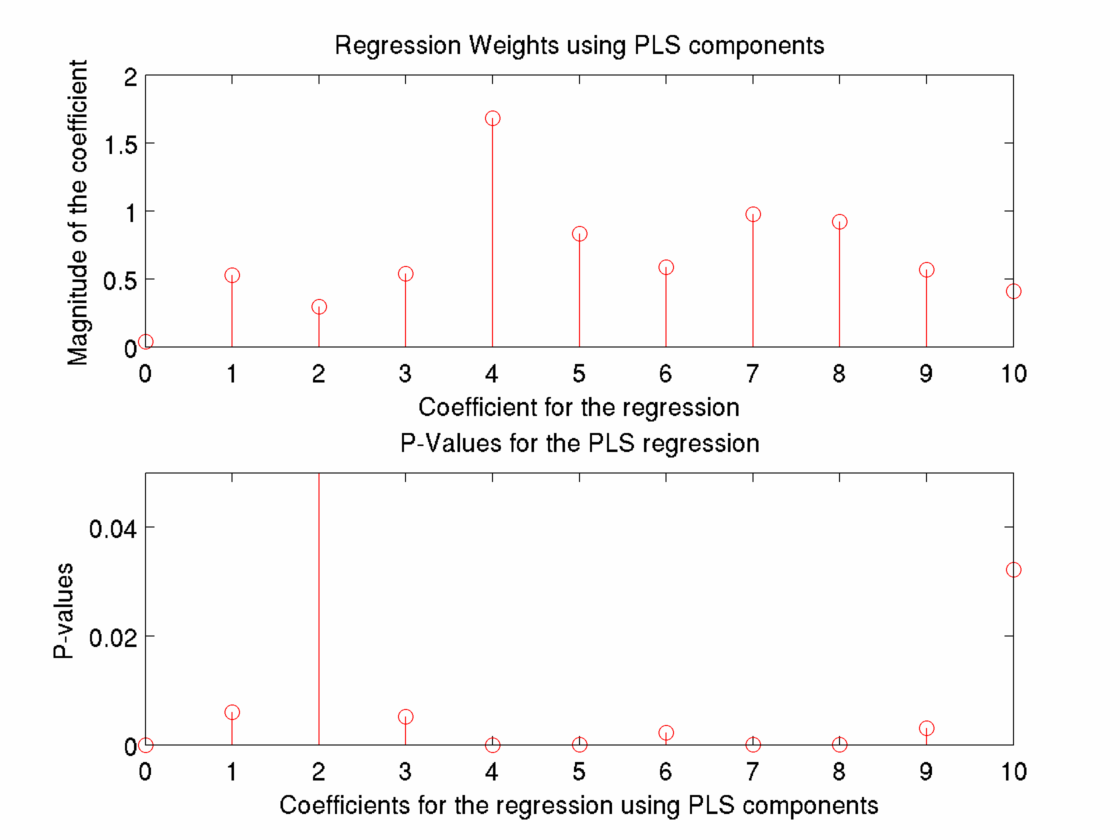 Regression Weights using PLS components
Magnitude of the coefficient
2
1.5
1
0.5
0
0 1 2 3 4 5 6 7 8 9 10
Coefficient for the regression
P-Values for the PLS regression
P-values
0.04
0.02
0
0 1 2 3 4 5 6 7 8 9 10
Coefficients for the regression using PLS components